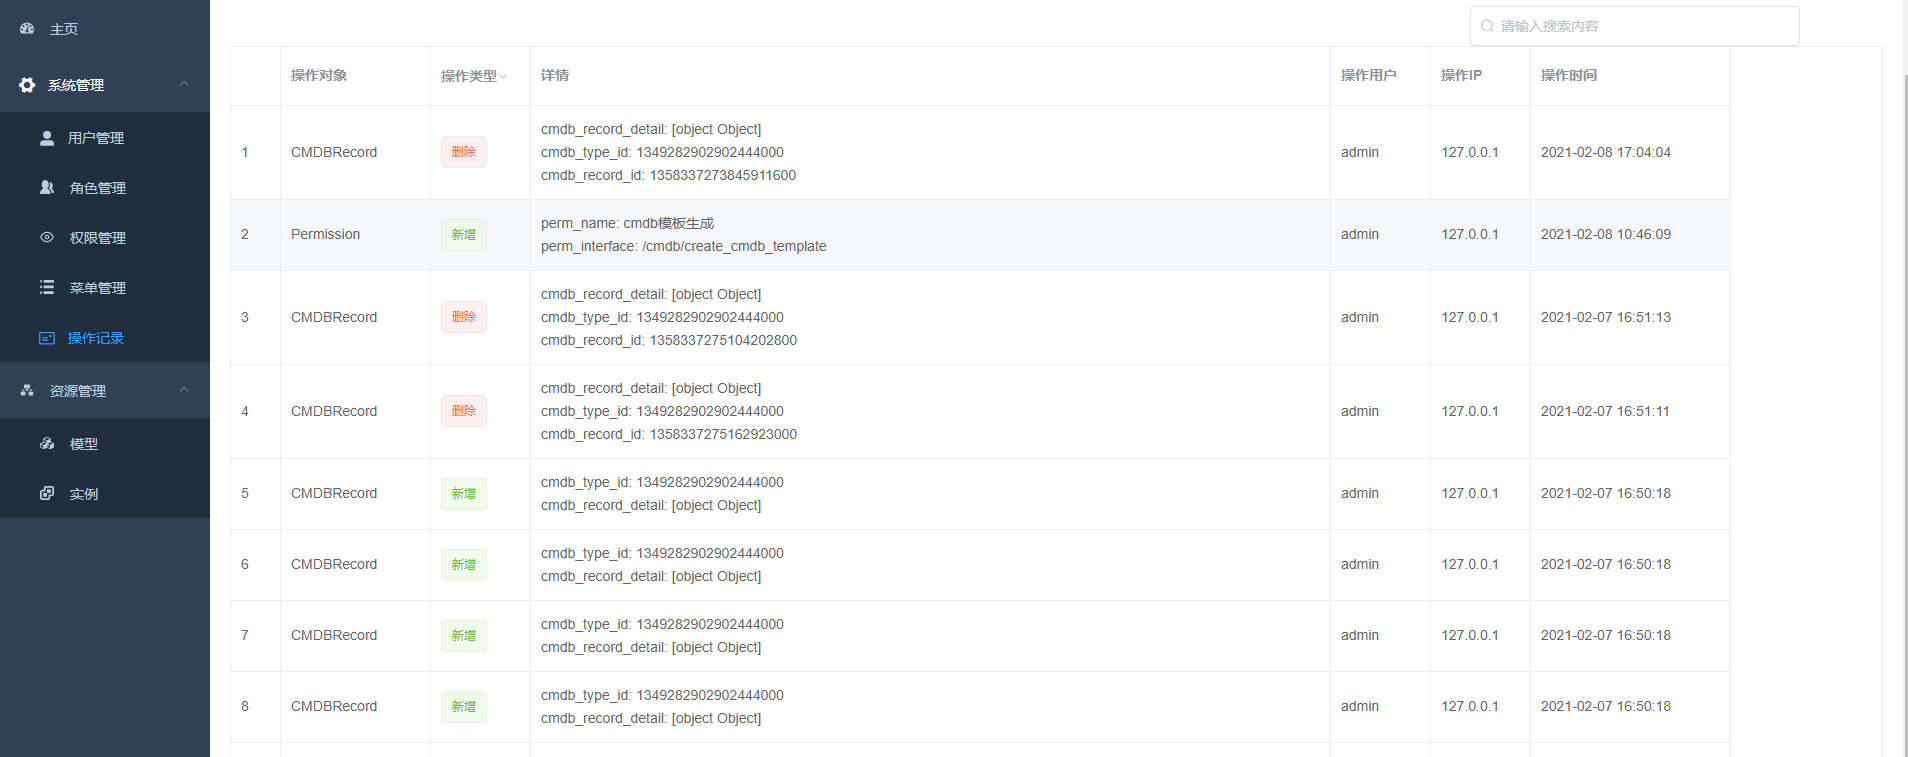 主页
系统管理
用户管理
角色管理
权限管理
菜单管理
操作记录
资源管理
模型
实例
请输入搜索内容
操作对象 操作类型 详情 操作用户 操作IP 操作时间
1 CMDBRecord 删除 cmdb_record_detail: [object Object] admin 127.0.0.1 2021-02-08 17:04:04
cmdb_type_id: 1349282902902444000
cmdb_record_id: 1358337273845911600
2 Permission 新增 perm_name: cmdb模板生成 admin 127.0.0.1 2021-02-08 10:46:09
perm_interface: /cmdb/create_cmdb_template
3 CMDBRecord 删除 cmdb_record_detail: [object Object] admin 127.0.0.1 2021-02-07 16:51:13
cmdb_type_id: 1349282902902444000
cmdb_record_id: 1358337275104202800
4 CMDBRecord 删除 cmdb_record_detail: [object Object] admin 127.0.0.1 2021-02-07 16:51:11
cmdb_type_id: 1349282902902444000
cmdb_record_id: 1358337275162923000
5 CMDBRecord 新增 cmdb_type_id: 1349282902902444000 admin 127.0.0.1 2021-02-07 16:50:18
cmdb_record_detail: [object Object]
6 CMDBRecord 新增 cmdb_type_id: 1349282902902444000 admin 127.0.0.1 2021-02-07 16:50:18
cmdb_record_detail: [object Object]
7 CMDBRecord 新增 cmdb_type_id: 1349282902902444000 admin 127.0.0.1 2021-02-07 16:50:18
cmdb_record_detail: [object Object]
8 CMDBRecord 新增 cmdb_type_id: 1349282902902444000 admin 127.0.0.1 2021-02-07 16:50:18
cmdb_record_detail: [object Object]